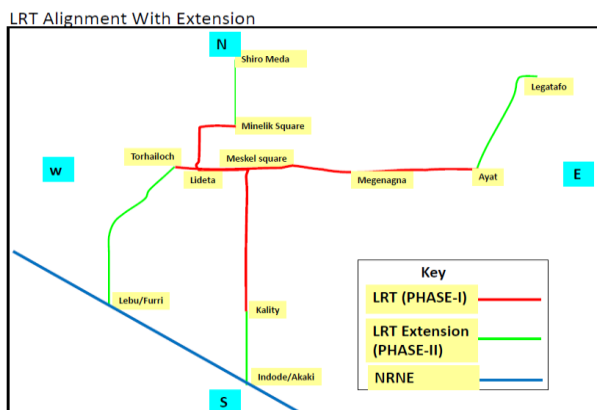 LRT Alignment With Extension
N
Shiro Meda
Legatafo
Minelik Square
Torhailoch
Meskel square
W
Lideta
Megenagna
Ayat
E
Key
LRT (PHASE-I)
Lebu/Furri
Kality
LRT Extension
(PHASE-II)
NRNE
Indode/Akaki
S